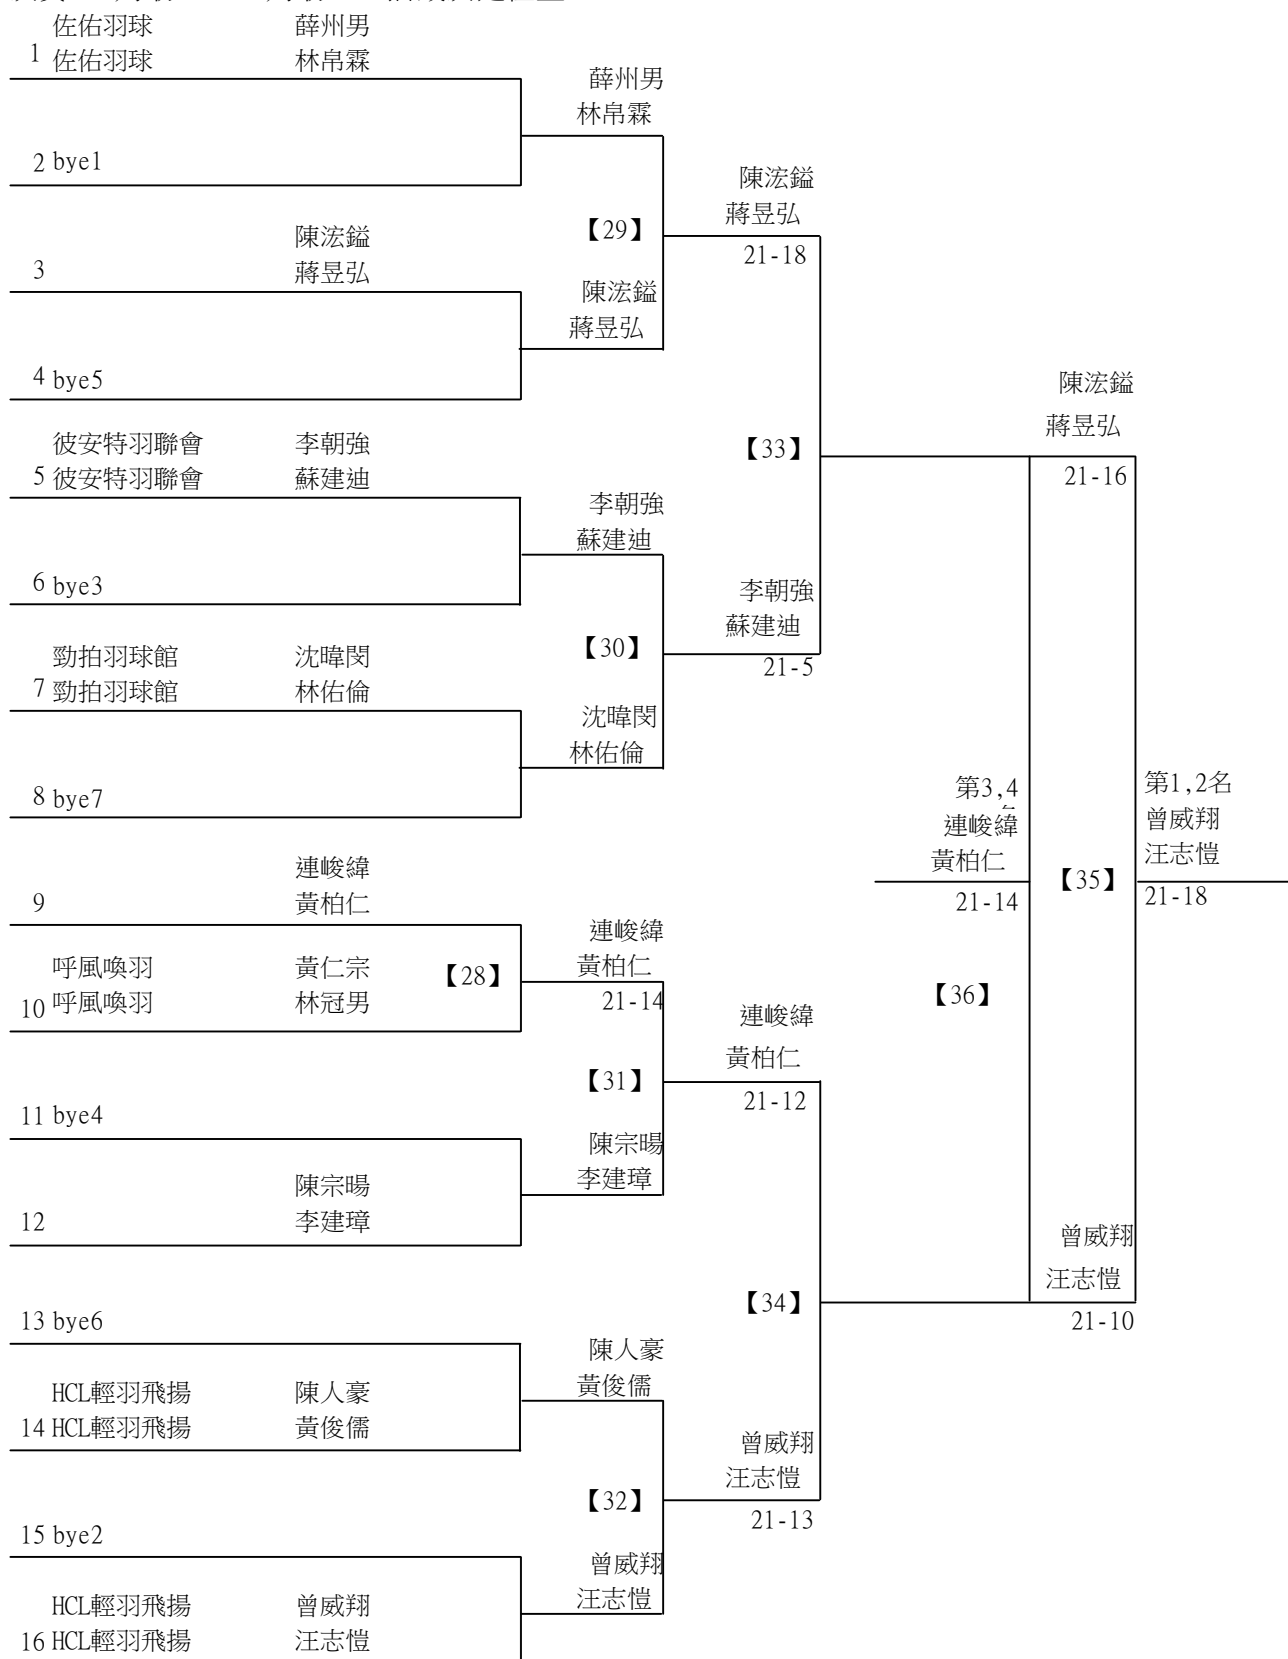 佐佑羽球 薛州男
1 佐佑羽球 林帛霖
薛州男
林帛霖
2 bye1
陳浤鎰
蔣昱弘
21-18
【29】
陳浤鎰
3 蔣昱弘
陳浤鎰
蔣昱弘
4 bye5
陳浤鎰
蔣昱弘
21-16
彼安特羽聯會 李朝強
5 彼安特羽聯會 蘇建迪
【33】
李朝強
蘇建迪
6 bye3
李朝強
蘇建迪
21-5
【30】
勁拍羽球館 沈暐閔
7 勁拍羽球館 林佑倫
沈暐閔
林佑倫
8 bye7
第3,4
連峻緯
黃柏仁
21-14
【35】
第1,2名
曾威翔
汪志愷
21-18
連峻緯
9 黃柏仁
連峻緯
黃柏仁
21-14
呼風喚羽 黃仁宗 【28】
10 呼風喚羽 林冠男
【36】
連峻緯
黃柏仁
21-12
【31】
11 bye4
陳宗暘
李建璋
陳宗暘
12 李建璋
曾威翔
汪志愷
21-10
【34】
13 bye6
陳人豪
黃俊儒
HCL輕羽飛揚 陳人豪
14 HCL輕羽飛揚 黃俊儒
曾威翔
汪志愷
21-13
【32】
15 bye2
曾威翔
汪志愷
HCL輕羽飛揚 曾威翔
16 HCL輕羽飛揚 汪志愷